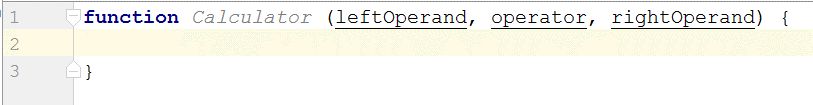 1 function Calculator (leftOperand, operator, rightOperand) {
2
3 }